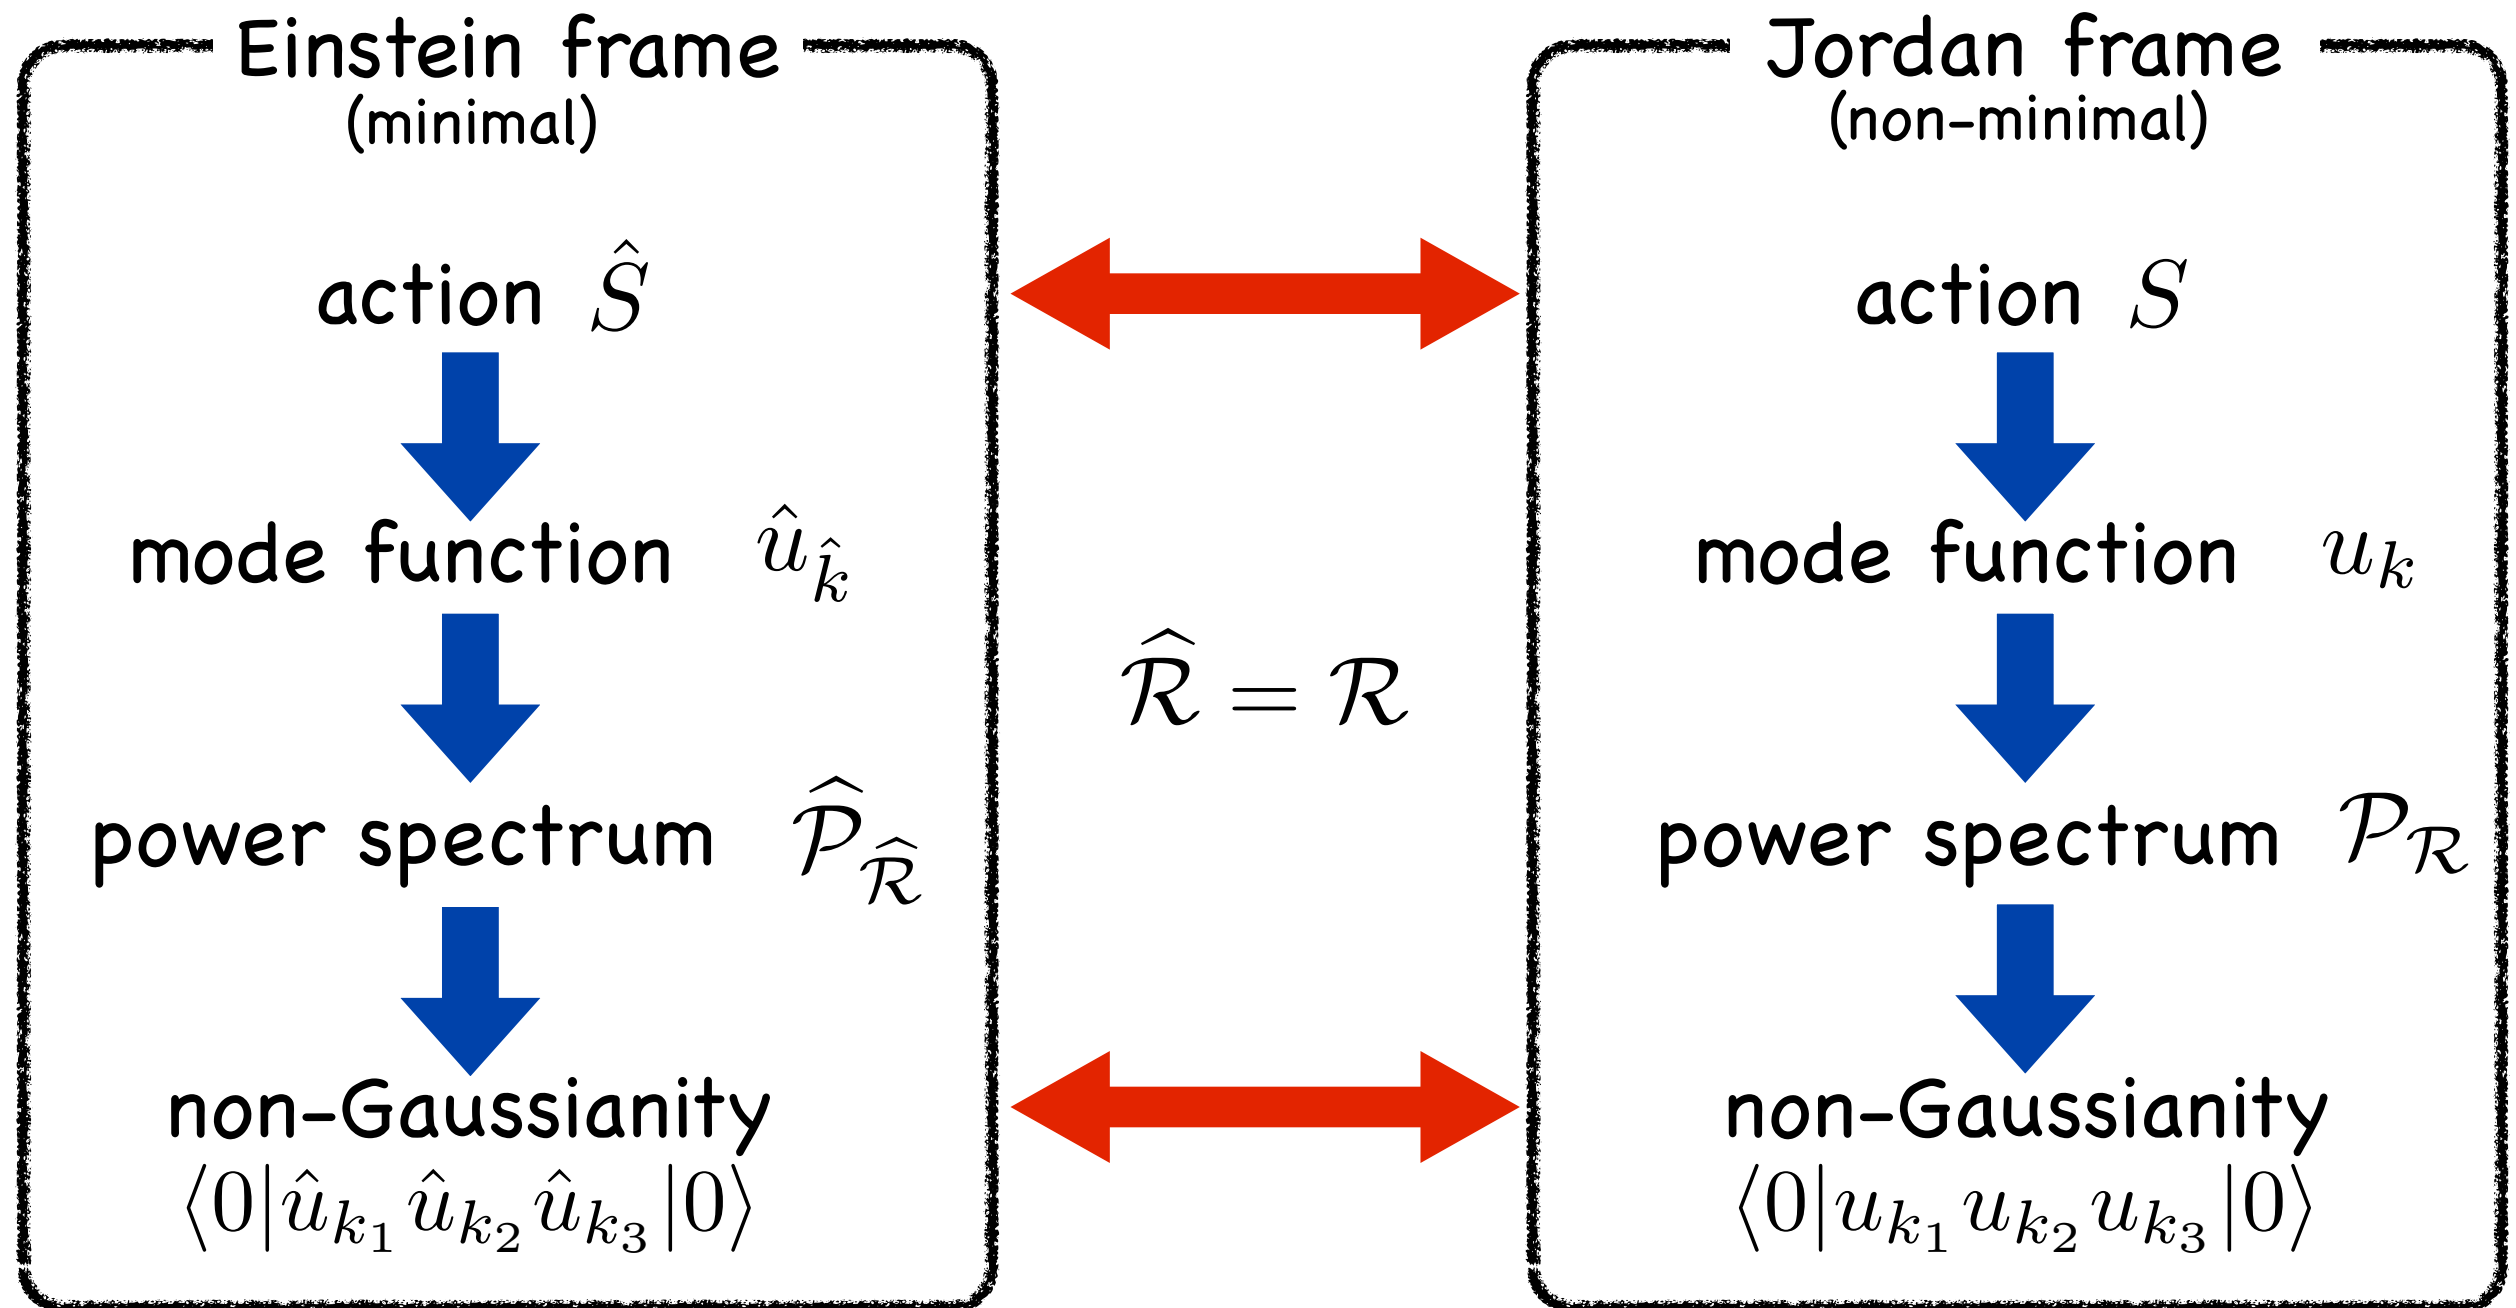 Einstein frame
(minimal)
action Ŝ
mode function û_k̂
power spectrum 𝒫̂_ℛ̂
non-Gaussianity
⟨0|û_k₁ û_k₂ û_k₃|0⟩
ℛ̂ = ℛ
Jordan frame
(non-minimal)
action S
mode function u_k
power spectrum 𝒫_ℛ
non-Gaussianity
⟨0|u_k₁ u_k₂ u_k₃|0⟩